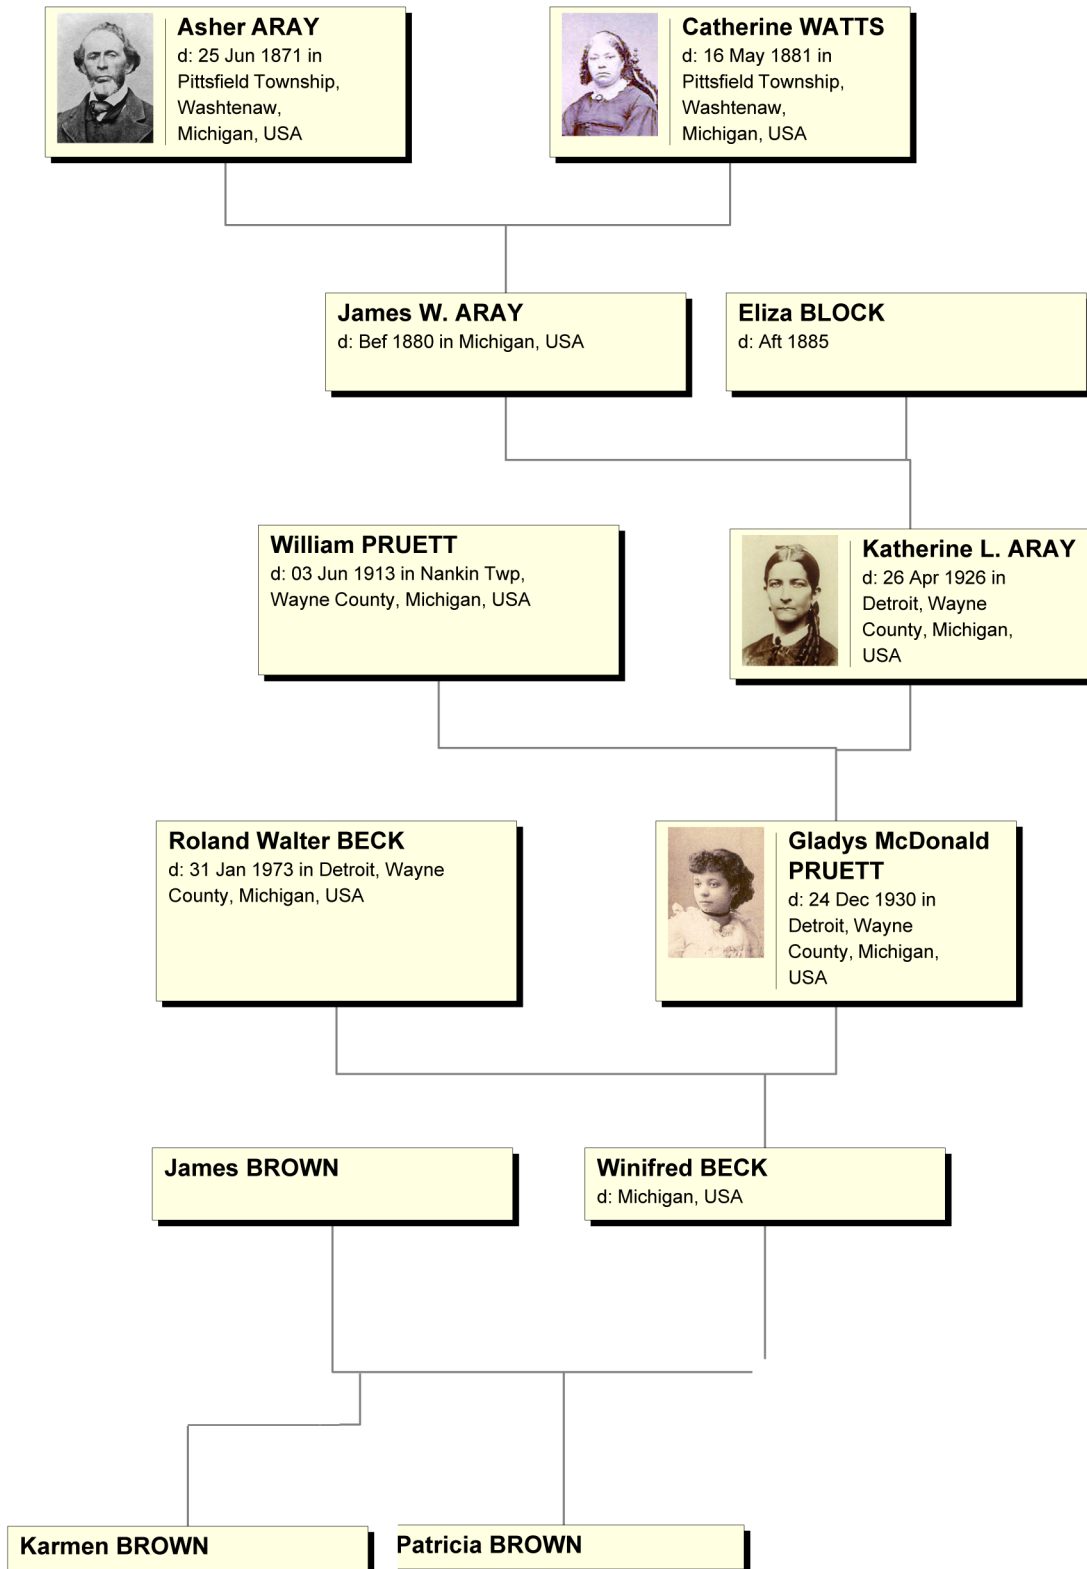 Asher ARAY
d: 25 Jun 1871 in
Pittsfield Township,
Washtenaw,
Michigan, USA
Catherine WATTS
d: 16 May 1881 in
Pittsfield Township,
Washtenaw,
Michigan, USA
James W. ARAY
d: Bef 1880 in Michigan, USA
Eliza BLOCK
d: Aft 1885
William PRUETT
d: 03 Jun 1913 in Nankin Twp,
Wayne County, Michigan, USA
Katherine L. ARAY
d: 26 Apr 1926 in
Detroit, Wayne
County, Michigan,
USA
Roland Walter BECK
d: 31 Jan 1973 in Detroit, Wayne
County, Michigan, USA
Gladys McDonald
PRUETT
d: 24 Dec 1930 in
Detroit, Wayne
County, Michigan,
USA
James BROWN
Winifred BECK
d: Michigan, USA
Karmen BROWN
Patricia BROWN